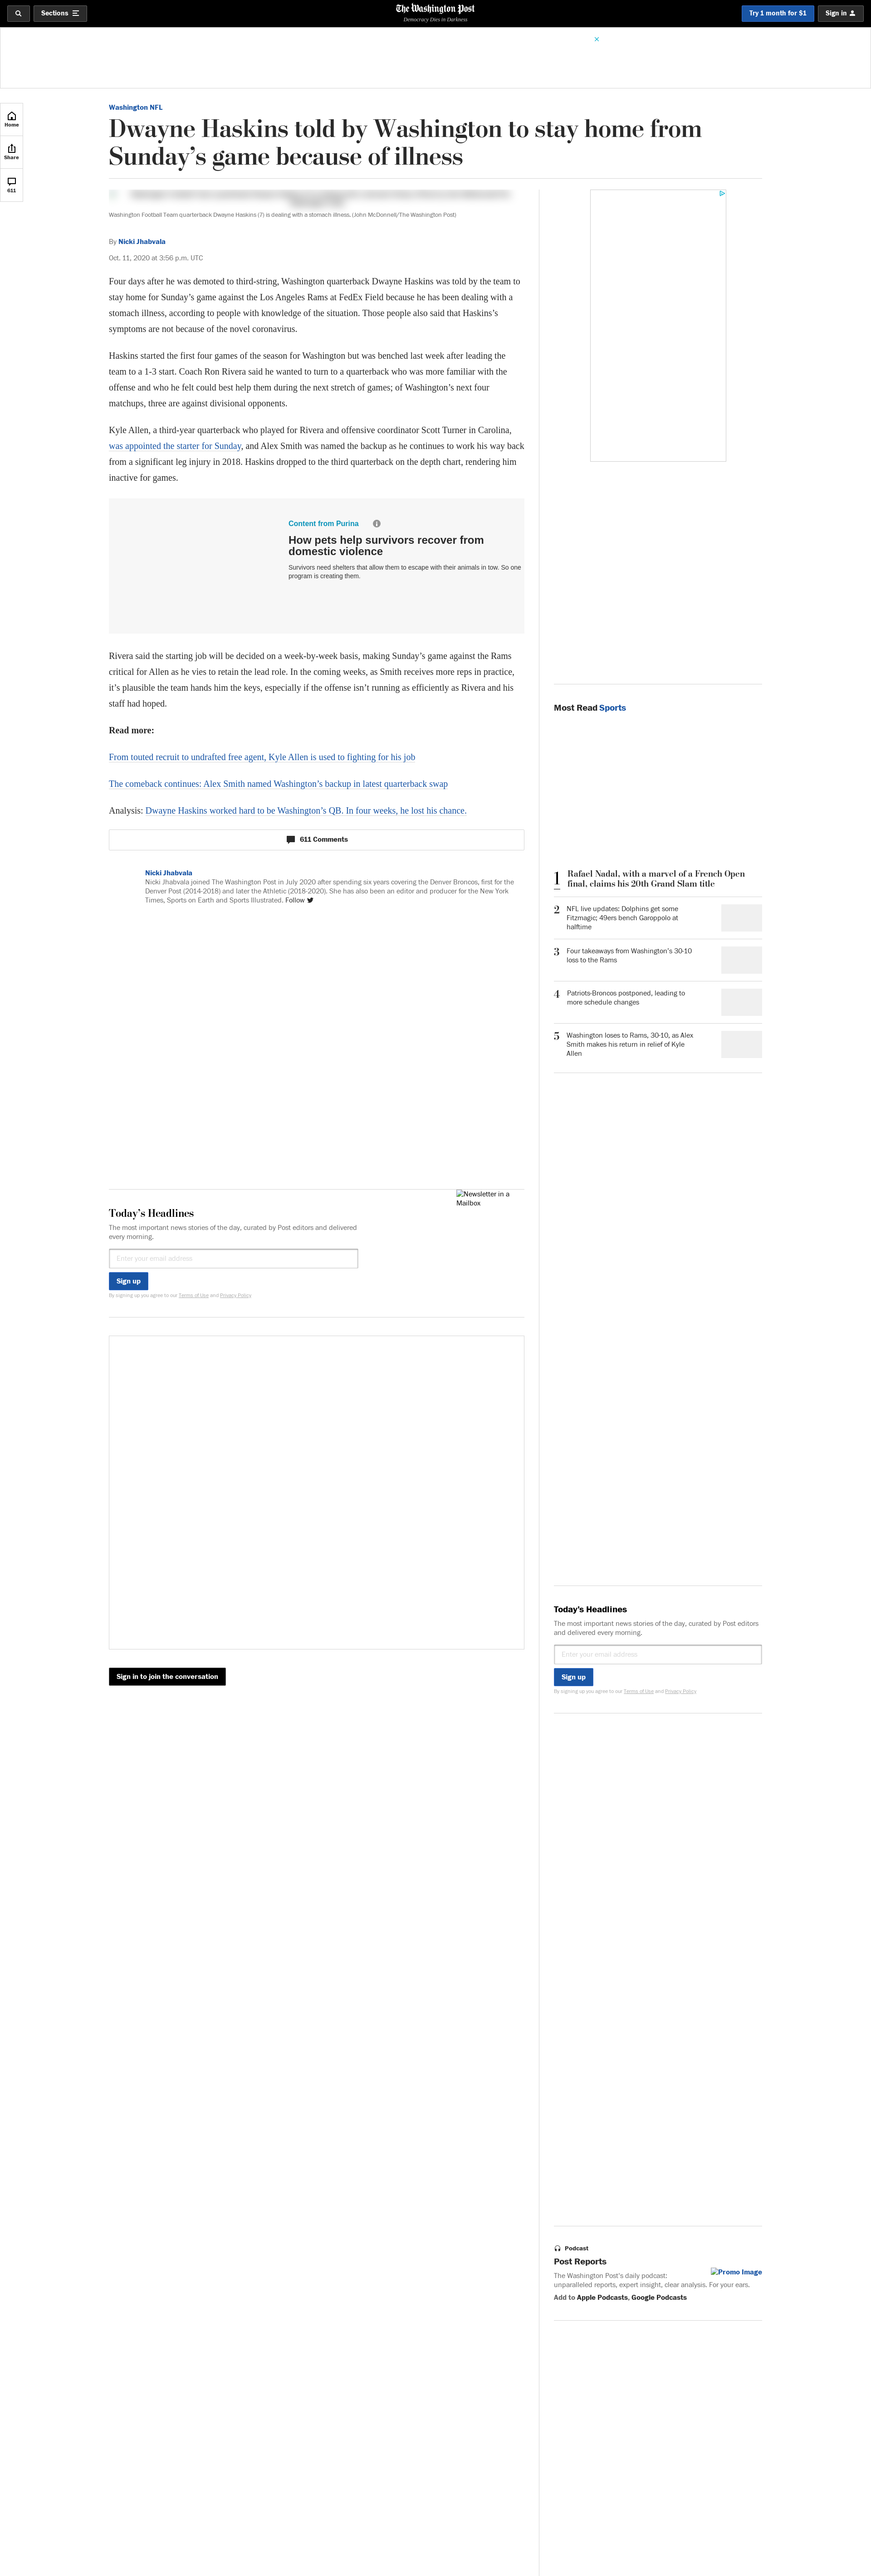 Sections
The Washington Post
Democracy Dies in Darkness
Try 1 month for $1
Sign in
Home
Share
611
Washington NFL
Dwayne Haskins told by Washington to stay home from
Sunday’s game because of illness
Washington Football Team quarterback Dwayne Haskins (7) is dealing with a stomach illness. (John McDonnell/The Washington Post)
By Nicki Jhabvala
Oct. 11, 2020 at 3:56 p.m. UTC
Four days after he was demoted to third-string, Washington quarterback Dwayne Haskins was told by the team to
stay home for Sunday’s game against the Los Angeles Rams at FedEx Field because he has been dealing with a
stomach illness, according to people with knowledge of the situation. Those people also said that Haskins’s
symptoms are not because of the novel coronavirus.
Haskins started the first four games of the season for Washington but was benched last week after leading the
team to a 1-3 start. Coach Ron Rivera said he wanted to turn to a quarterback who was more familiar with the
offense and who he felt could best help them during the next stretch of games; of Washington’s next four
matchups, three are against divisional opponents.
Kyle Allen, a third-year quarterback who played for Rivera and offensive coordinator Scott Turner in Carolina,
was appointed the starter for Sunday, and Alex Smith was named the backup as he continues to work his way back
from a significant leg injury in 2018. Haskins dropped to the third quarterback on the depth chart, rendering him
inactive for games.
Content from Purina
How pets help survivors recover from
domestic violence
Survivors need shelters that allow them to escape with their animals in tow. So one
program is creating them.
Rivera said the starting job will be decided on a week-by-week basis, making Sunday’s game against the Rams
critical for Allen as he vies to retain the lead role. In the coming weeks, as Smith receives more reps in practice,
it’s plausible the team hands him the keys, especially if the offense isn’t running as efficiently as Rivera and his
staff had hoped.
Read more:
From touted recruit to undrafted free agent, Kyle Allen is used to fighting for his job
The comeback continues: Alex Smith named Washington’s backup in latest quarterback swap
Analysis: Dwayne Haskins worked hard to be Washington’s QB. In four weeks, he lost his chance.
611 Comments
Nicki Jhabvala
Nicki Jhabvala joined The Washington Post in July 2020 after spending six years covering the Denver Broncos, first for the
Denver Post (2014-2018) and later the Athletic (2018-2020). She has also been an editor and producer for the New York
Times, Sports on Earth and Sports Illustrated. Follow
Newsletter in a
Mailbox
Today’s Headlines
The most important news stories of the day, curated by Post editors and delivered
every morning.
Enter your email address
Sign up
By signing up you agree to our Terms of Use and Privacy Policy
Sign in to join the conversation
Most Read Sports
1
Rafael Nadal, with a marvel of a French Open
final, claims his 20th Grand Slam title
2
NFL live updates: Dolphins get some
Fitzmagic; 49ers bench Garoppolo at
halftime
3
Four takeaways from Washington’s 30-10
loss to the Rams
4
Patriots-Broncos postponed, leading to
more schedule changes
5
Washington loses to Rams, 30-10, as Alex
Smith makes his return in relief of Kyle
Allen
Today’s Headlines
The most important news stories of the day, curated by Post editors
and delivered every morning.
Enter your email address
Sign up
By signing up you agree to our Terms of Use and Privacy Policy
Podcast
Post Reports
Promo Image
The Washington Post’s daily podcast:
unparalleled reports, expert insight, clear analysis. For your ears.
Add to Apple Podcasts, Google Podcasts